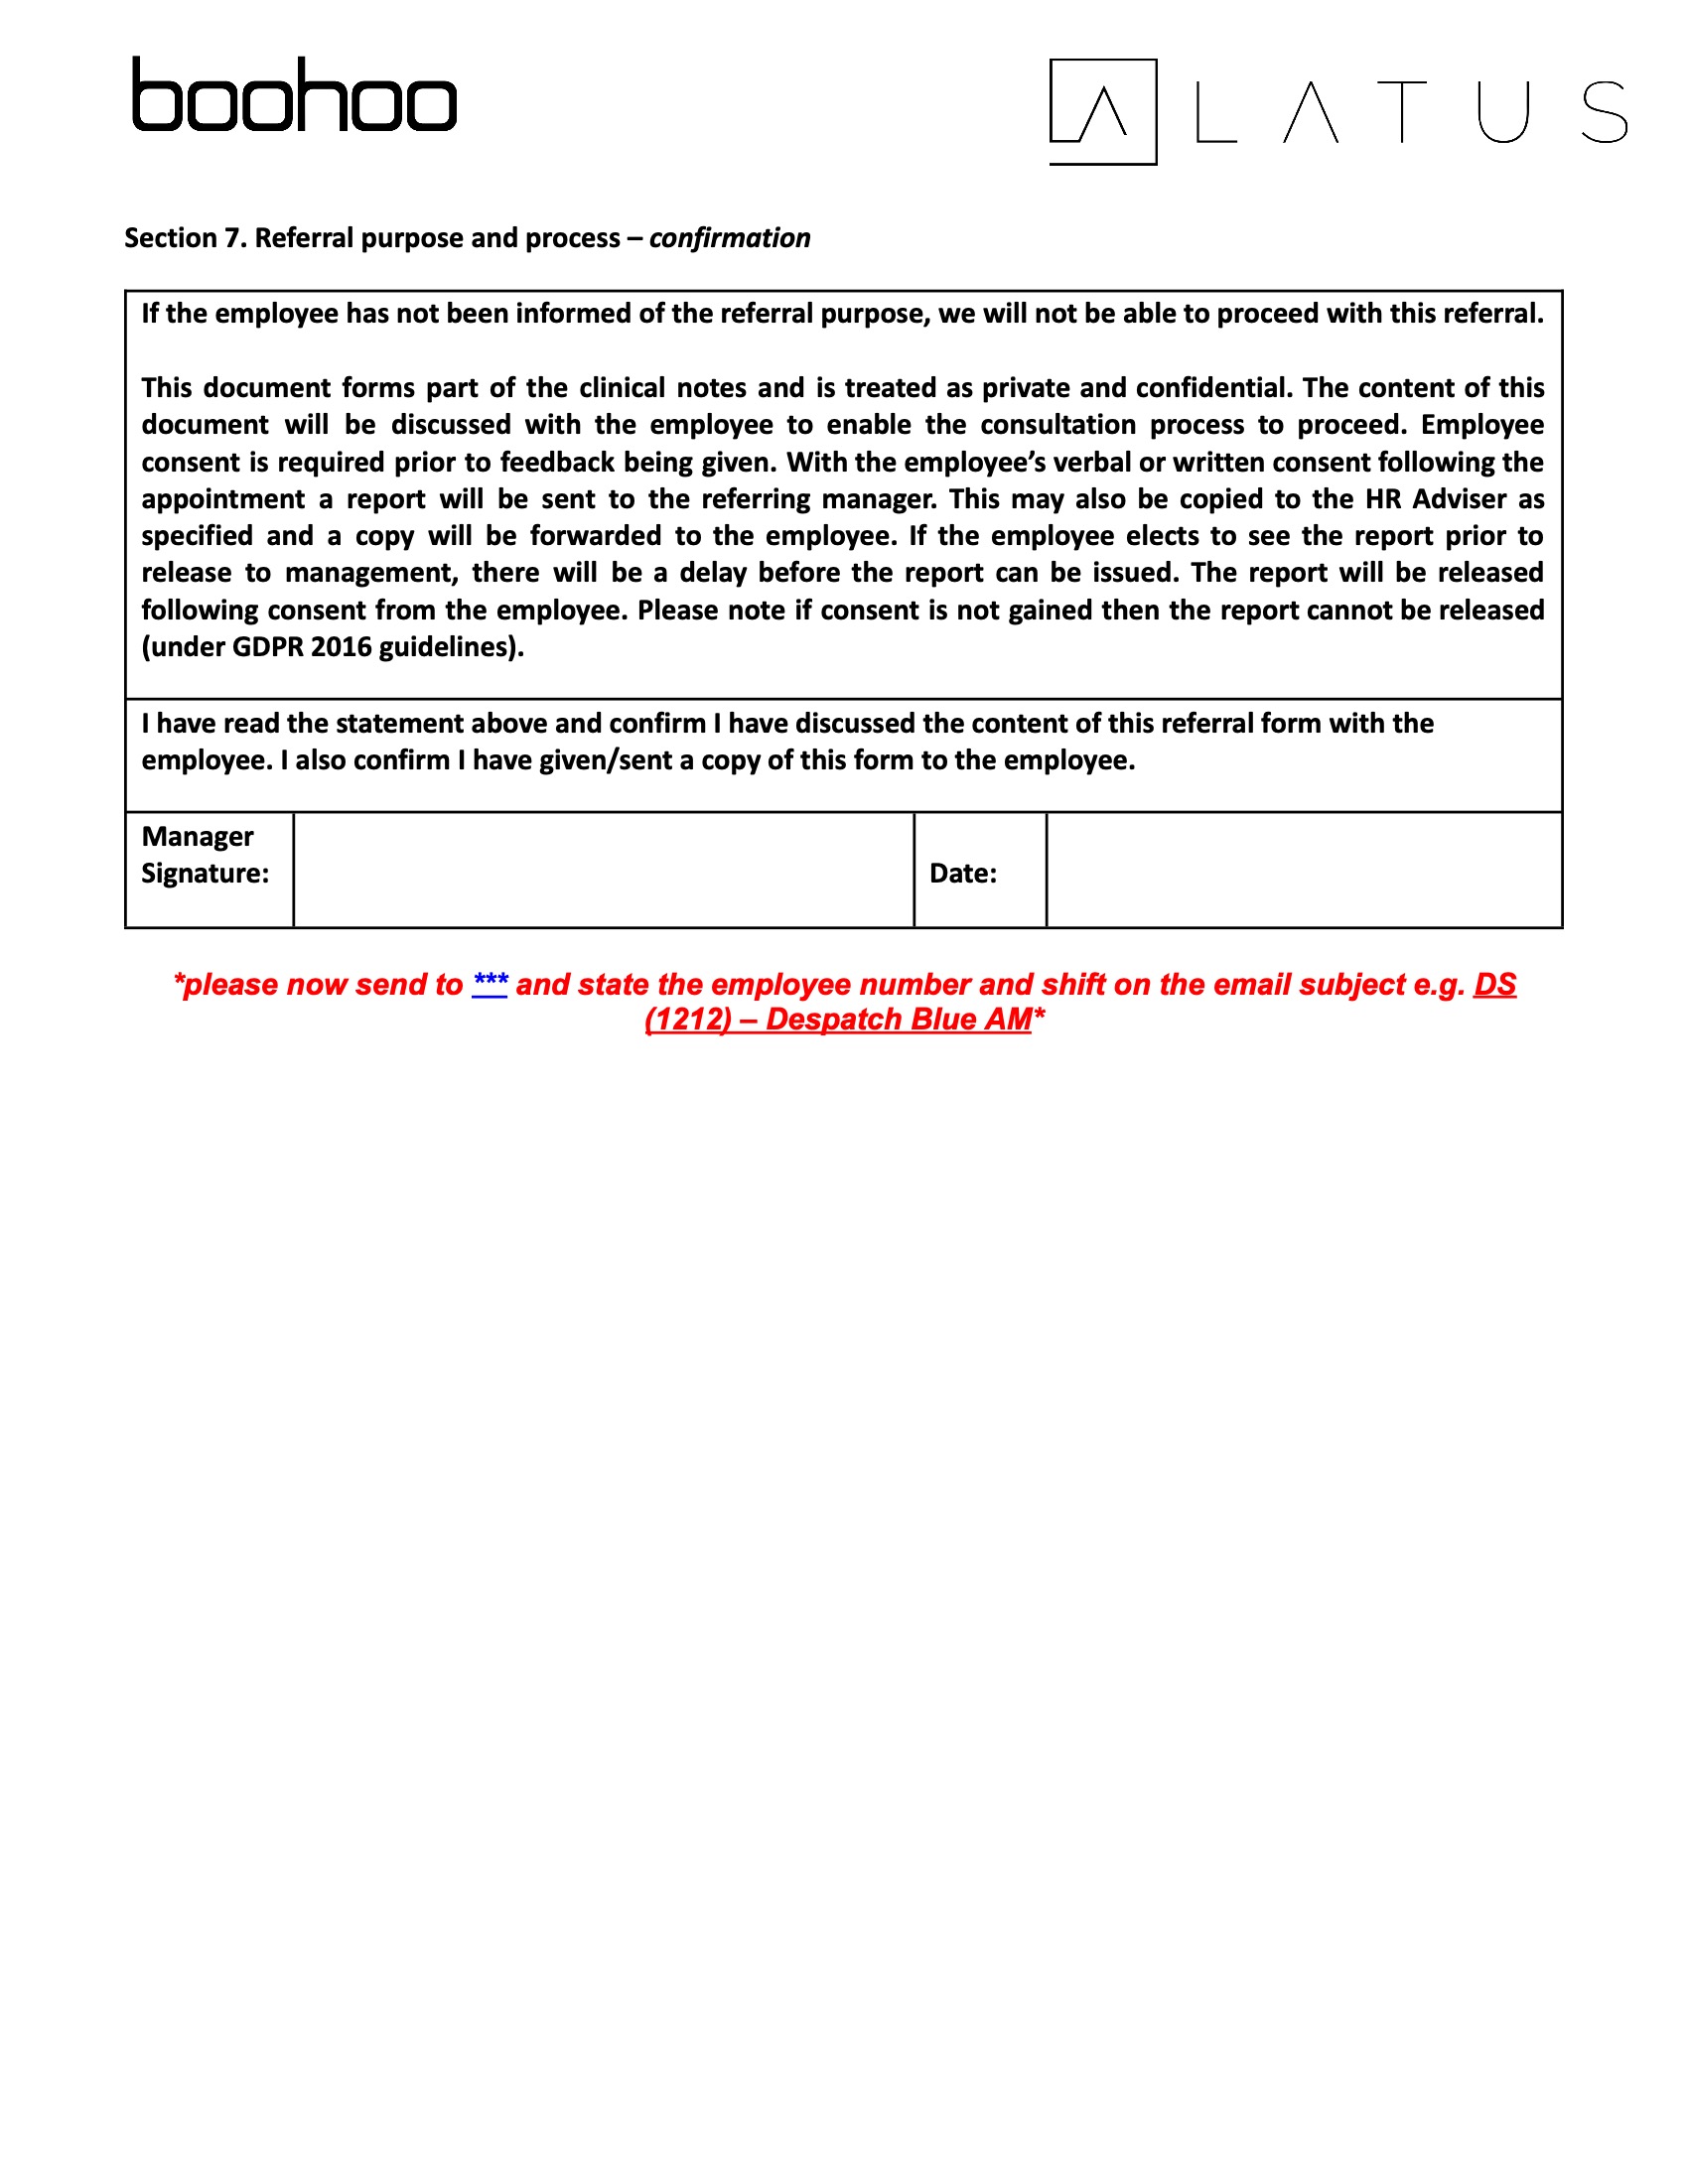 boohoo
LATUS
Section 7. Referral purpose and process – confirmation
If the employee has not been informed of the referral purpose, we will not be able to proceed with this referral.
This document forms part of the clinical notes and is treated as private and confidential. The content of this
document will be discussed with the employee to enable the consultation process to proceed. Employee
consent is required prior to feedback being given. With the employee’s verbal or written consent following the
appointment a report will be sent to the referring manager. This may also be copied to the HR Adviser as
specified and a copy will be forwarded to the employee. If the employee elects to see the report prior to
release to management, there will be a delay before the report can be issued. The report will be released
following consent from the employee. Please note if consent is not gained then the report cannot be released
(under GDPR 2016 guidelines).
I have read the statement above and confirm I have discussed the content of this referral form with the
employee. I also confirm I have given/sent a copy of this form to the employee.
Manager
Signature:
Date:
*please now send to *** and state the employee number and shift on the email subject e.g. DS
(1212) – Despatch Blue AM*